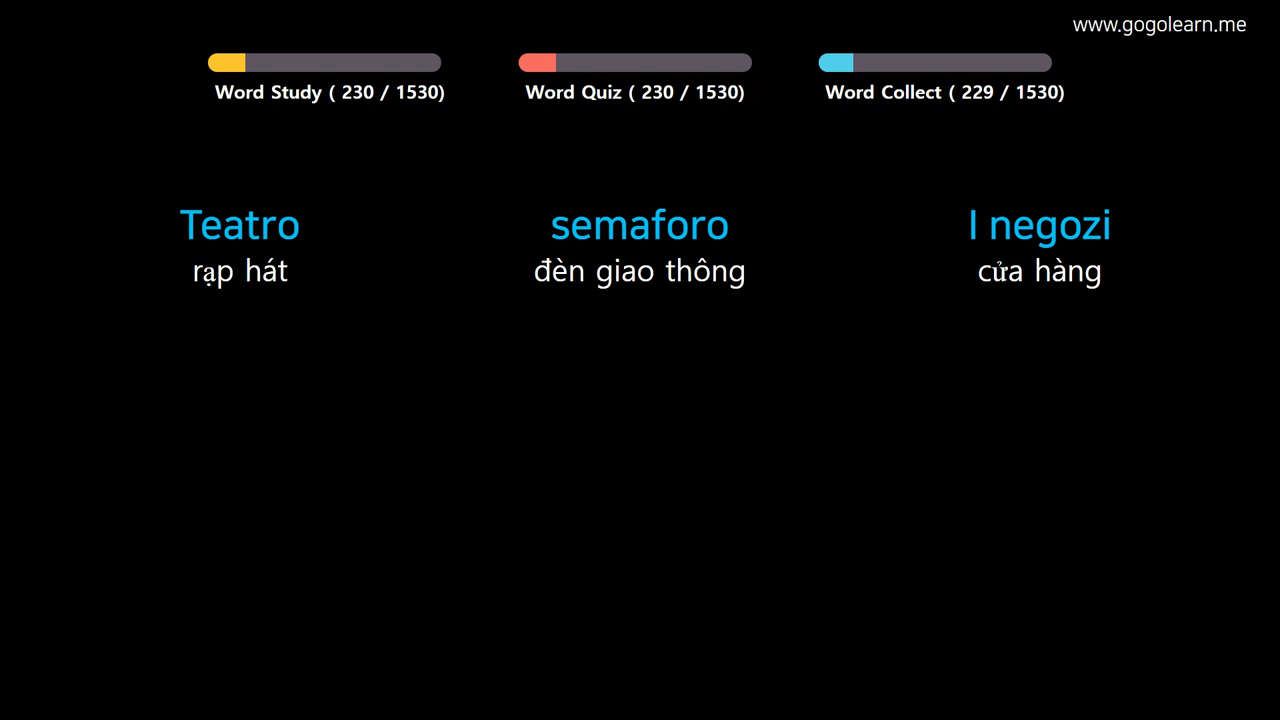 www.gogolearn.me
Word Study ( 230 / 1530)
Word Quiz ( 230 / 1530)
Word Collect ( 229 / 1530)
Teatro
rạp hát
semaforo
đèn giao thông
I negozi
cửa hàng